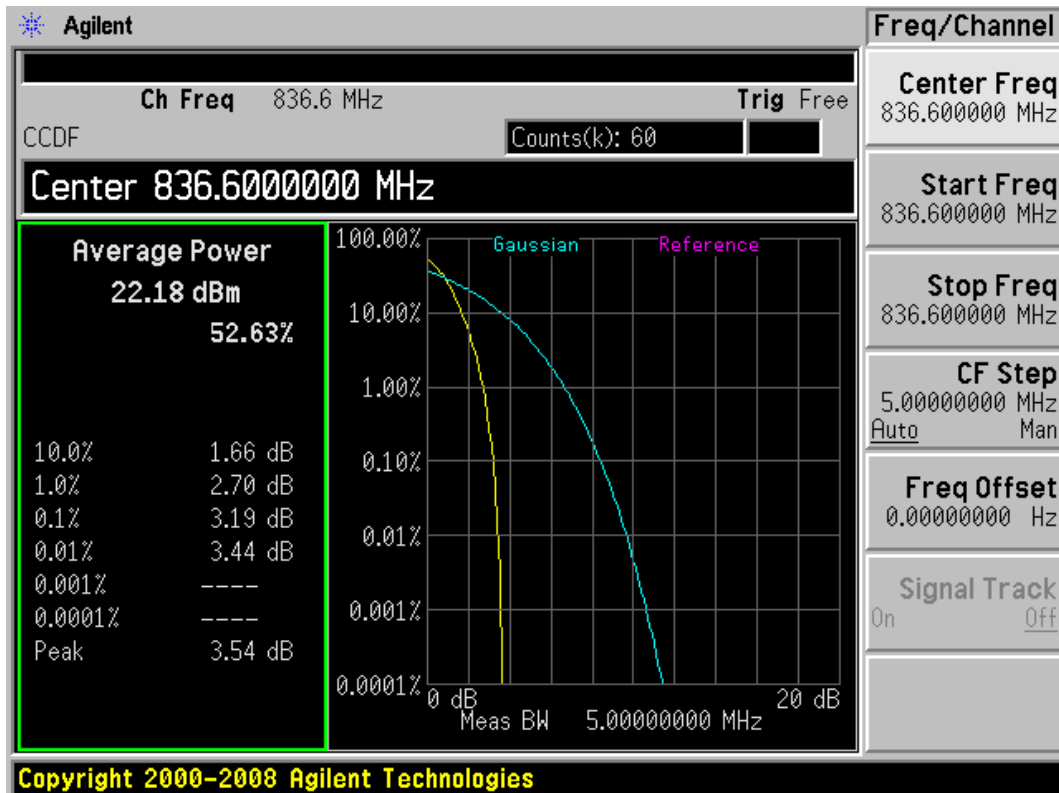 Agilent
Freq/Channel
Ch Freq 836.6 MHz Trig Free
CCDF Counts(k): 60
Center 836.6000000 MHz
Average Power
22.18 dBm
52.63%
10.0% 1.66 dB
1.0% 2.70 dB
0.1% 3.19 dB
0.01% 3.44 dB
0.001% ----
0.0001% ----
Peak 3.54 dB
Gaussian Reference
100.00%
10.00%
1.00%
0.10%
0.01%
0.001%
0.0001%
0 dB 20 dB
Meas BW 5.00000000 MHz
Center Freq
836.600000 MHz
Start Freq
836.600000 MHz
Stop Freq
836.600000 MHz
CF Step
5.00000000 MHz
Auto Man
Freq Offset
0.00000000 Hz
Signal Track
On Off
Copyright 2000-2008 Agilent Technologies